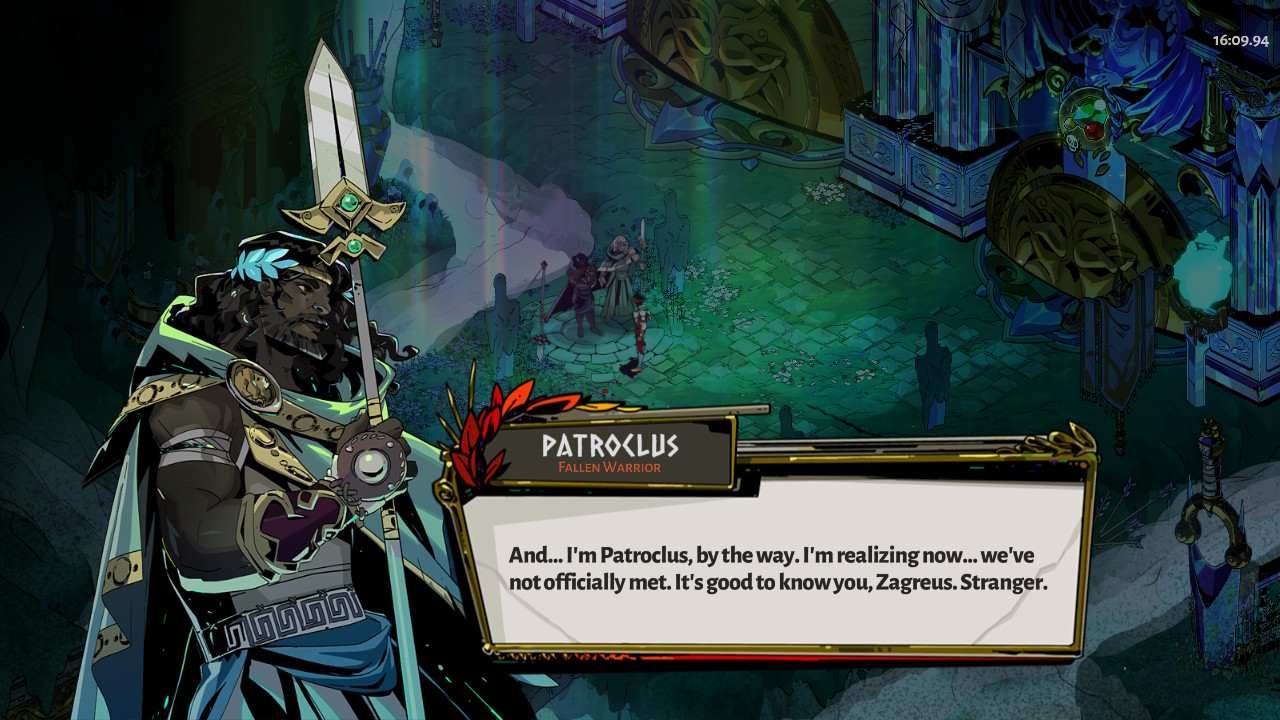 16:09.94
PATROCLUS
FALLEN WARRIOR
And... I'm Patroclus, by the way. I'm realizing now... we've
not officially met. It's good to know you, Zagreus. Stranger.